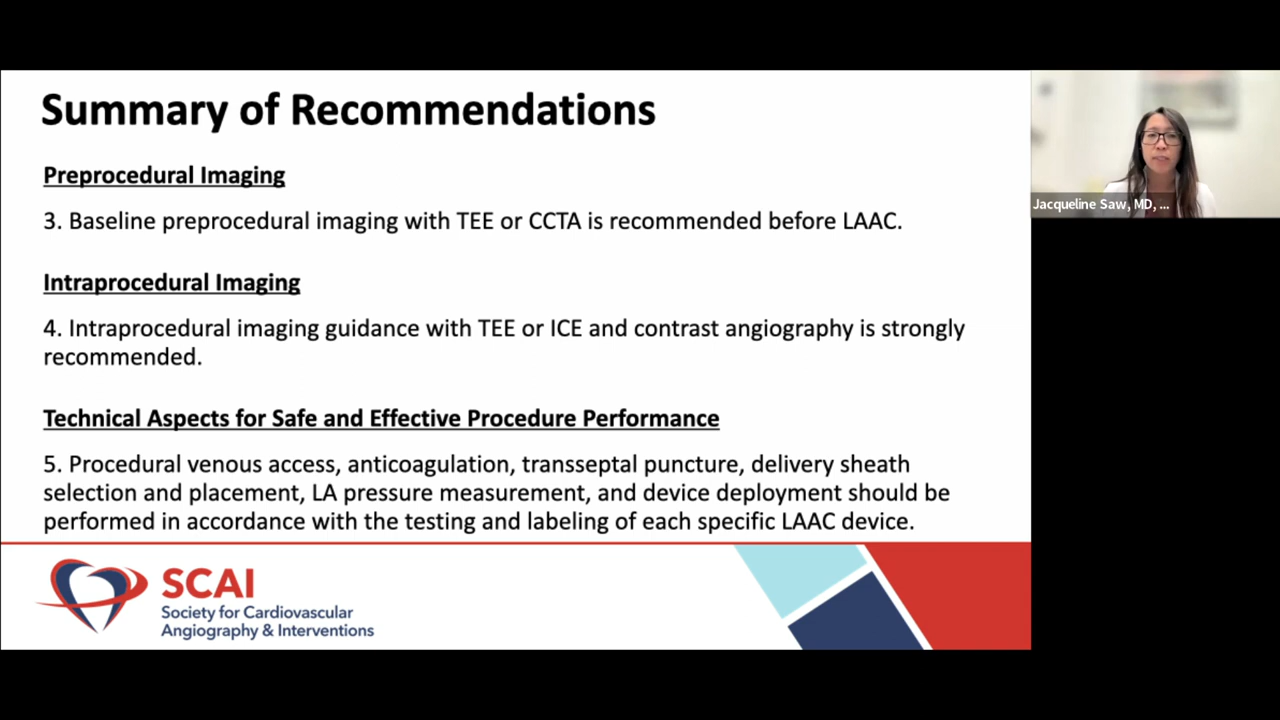 Summary of Recommendations
Preprocedural Imaging
3. Baseline preprocedural imaging with TEE or CCTA is recommended before LAAC.
Intraprocedural Imaging
4. Intraprocedural imaging guidance with TEE or ICE and contrast angiography is strongly
recommended.
Technical Aspects for Safe and Effective Procedure Performance
5. Procedural venous access, anticoagulation, transseptal puncture, delivery sheath
selection and placement, LA pressure measurement, and device deployment should be
performed in accordance with the testing and labeling of each specific LAAC device.
SCAI
Society for Cardiovascular
Angiography & Interventions
Jacqueline Saw, MD, ...